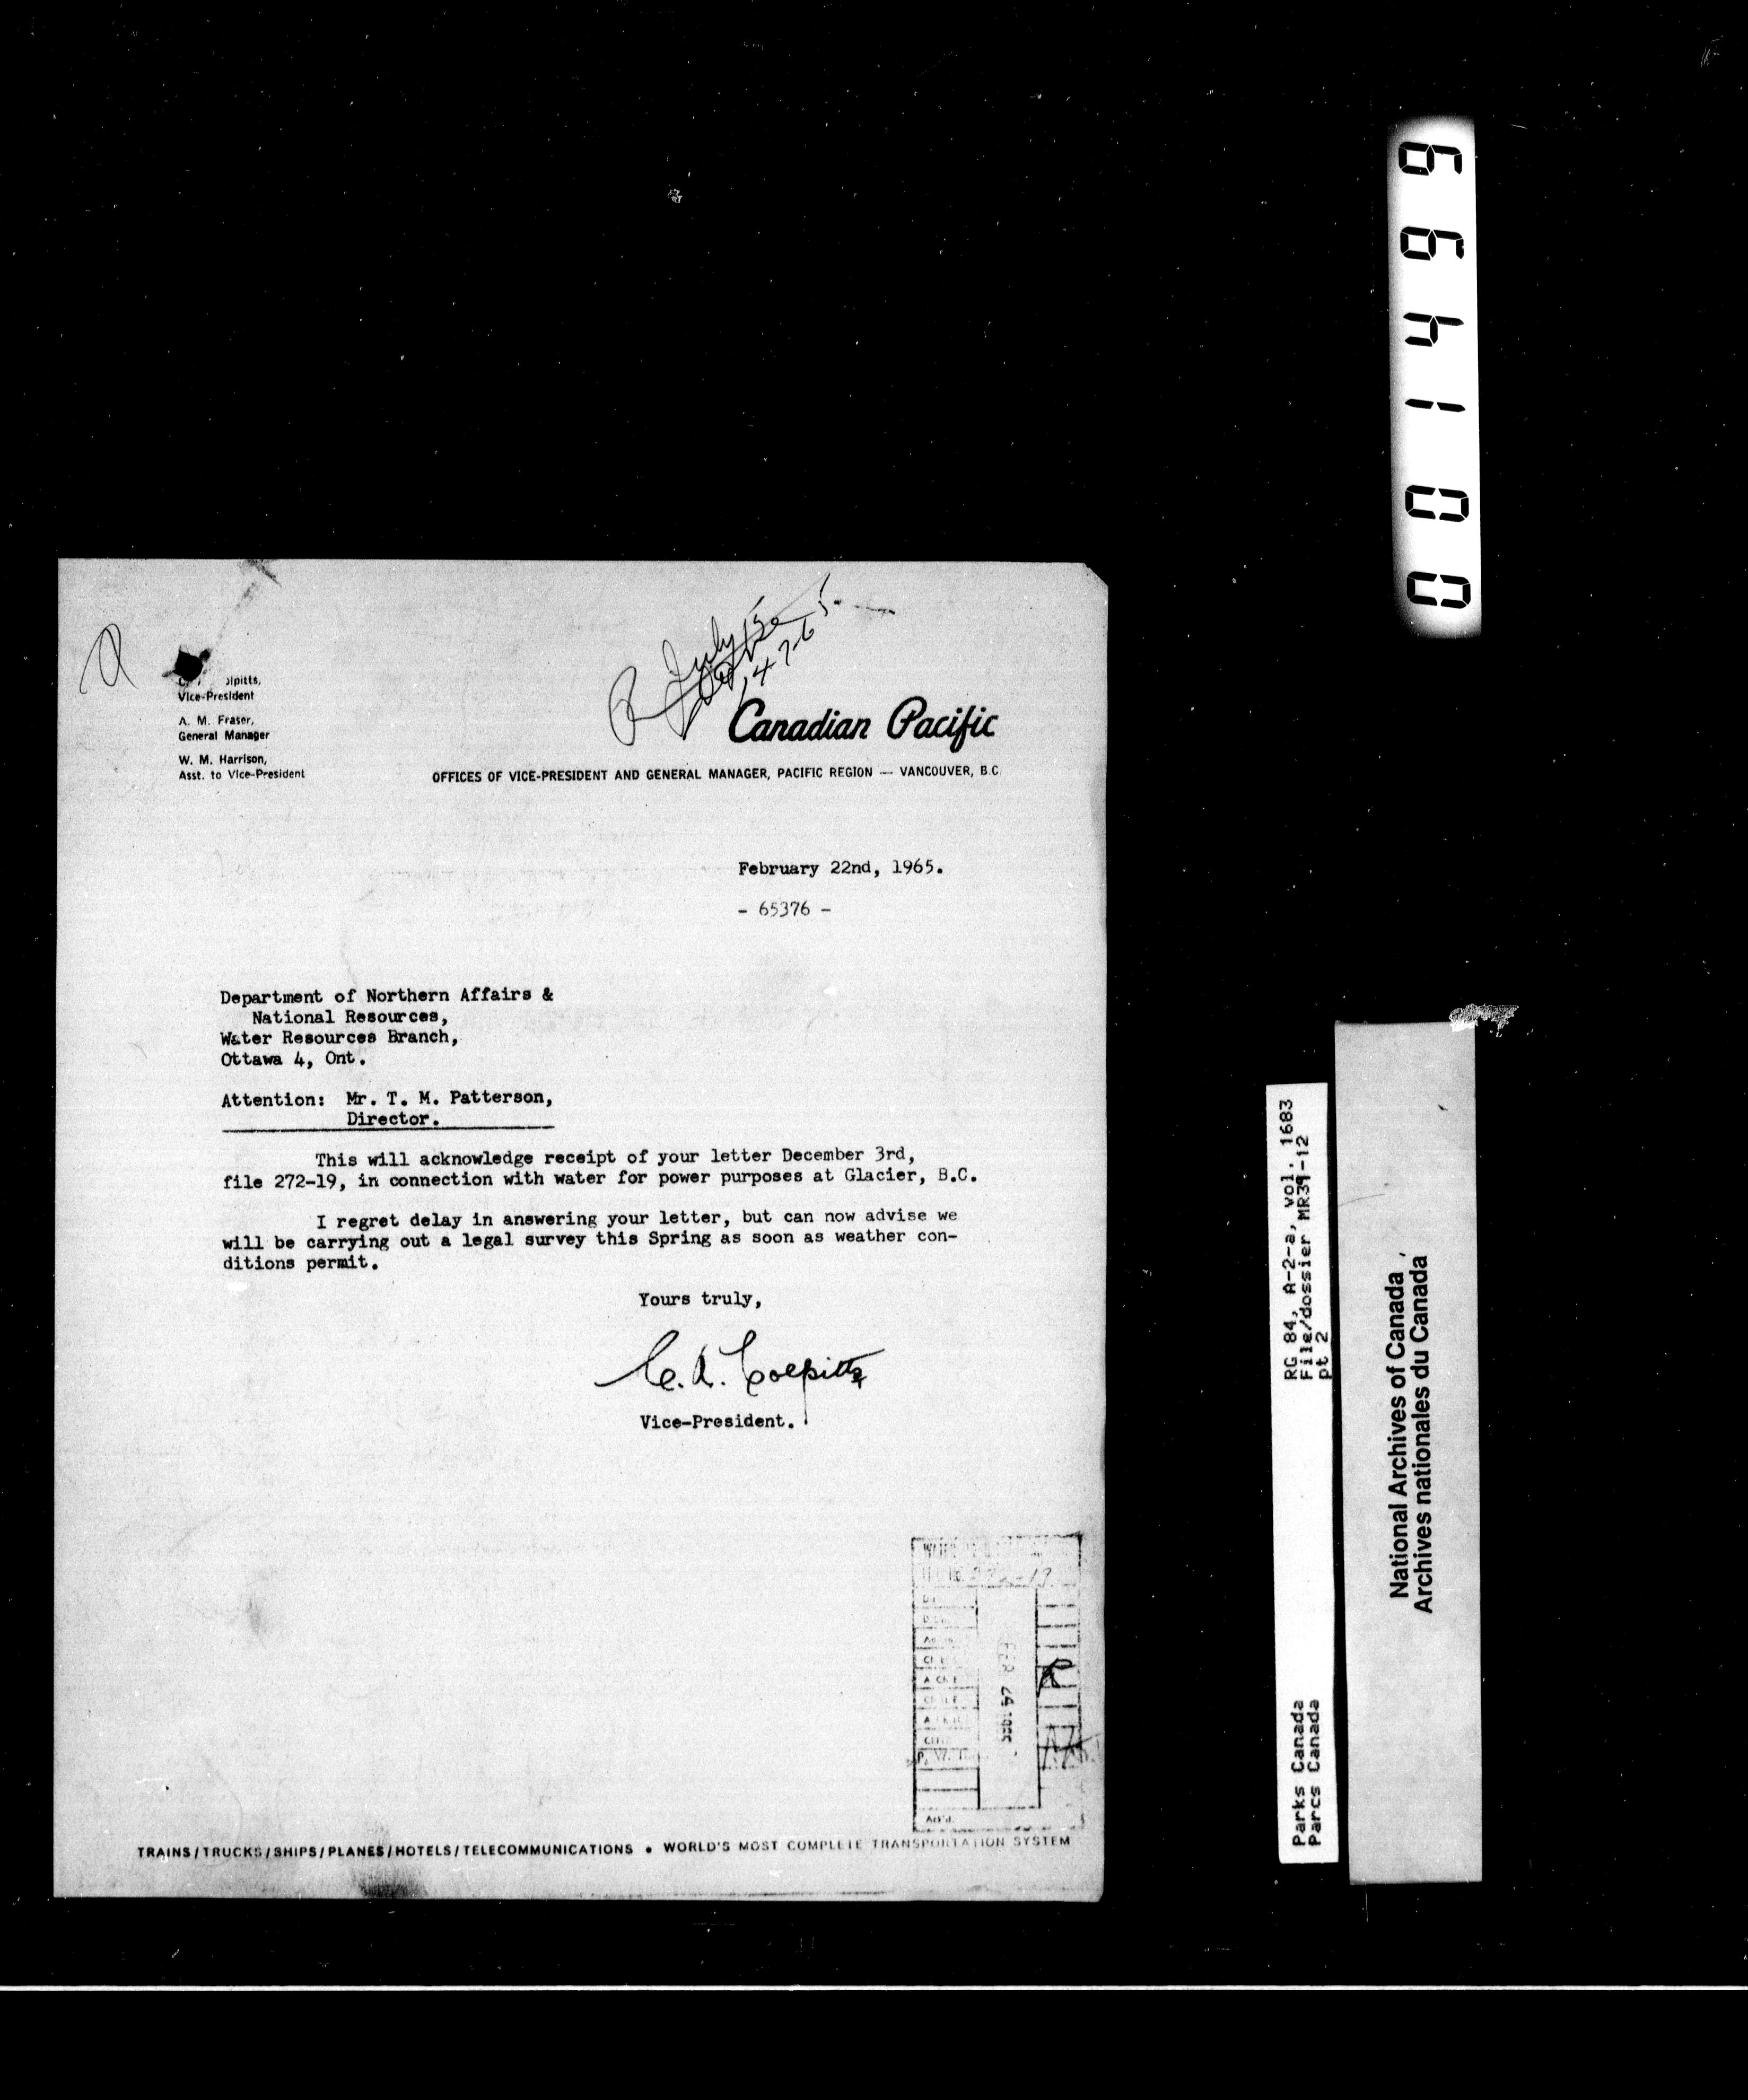 Vice-President
A. M. Fraser,
General Manager
W. M. Harrison,
Asst. to Vice-President
Canadian Pacific
OFFICES OF VICE-PRESIDENT AND GENERAL MANAGER, PACIFIC REGION — VANCOUVER, B.C.
February 22nd, 1965.
- 65376 -
Department of Northern Affairs &
National Resources,
Water Resources Branch,
Ottawa 4, Ont.
Attention: Mr. T. M. Patterson,
Director.
This will acknowledge receipt of your letter December 3rd,
file 272-19, in connection with water for power purposes at Glacier, B.C.
I regret delay in answering your letter, but can now advise we
will be carrying out a legal survey this Spring as soon as weather con-
ditions permit.
Yours truly,
C. A. Colpitts
Vice-President.
TRAINS/TRUCKS/SHIPS/PLANES/HOTELS/TELECOMMUNICATIONS • WORLD'S MOST COMPLETE TRANSPORTATION SYSTEM
001499
RG 84, A-2-a, vol. 1683
File/dossier MR39-12
pt 2
Parks Canada
Parcs Canada
National Archives of Canada
Archives nationales du Canada